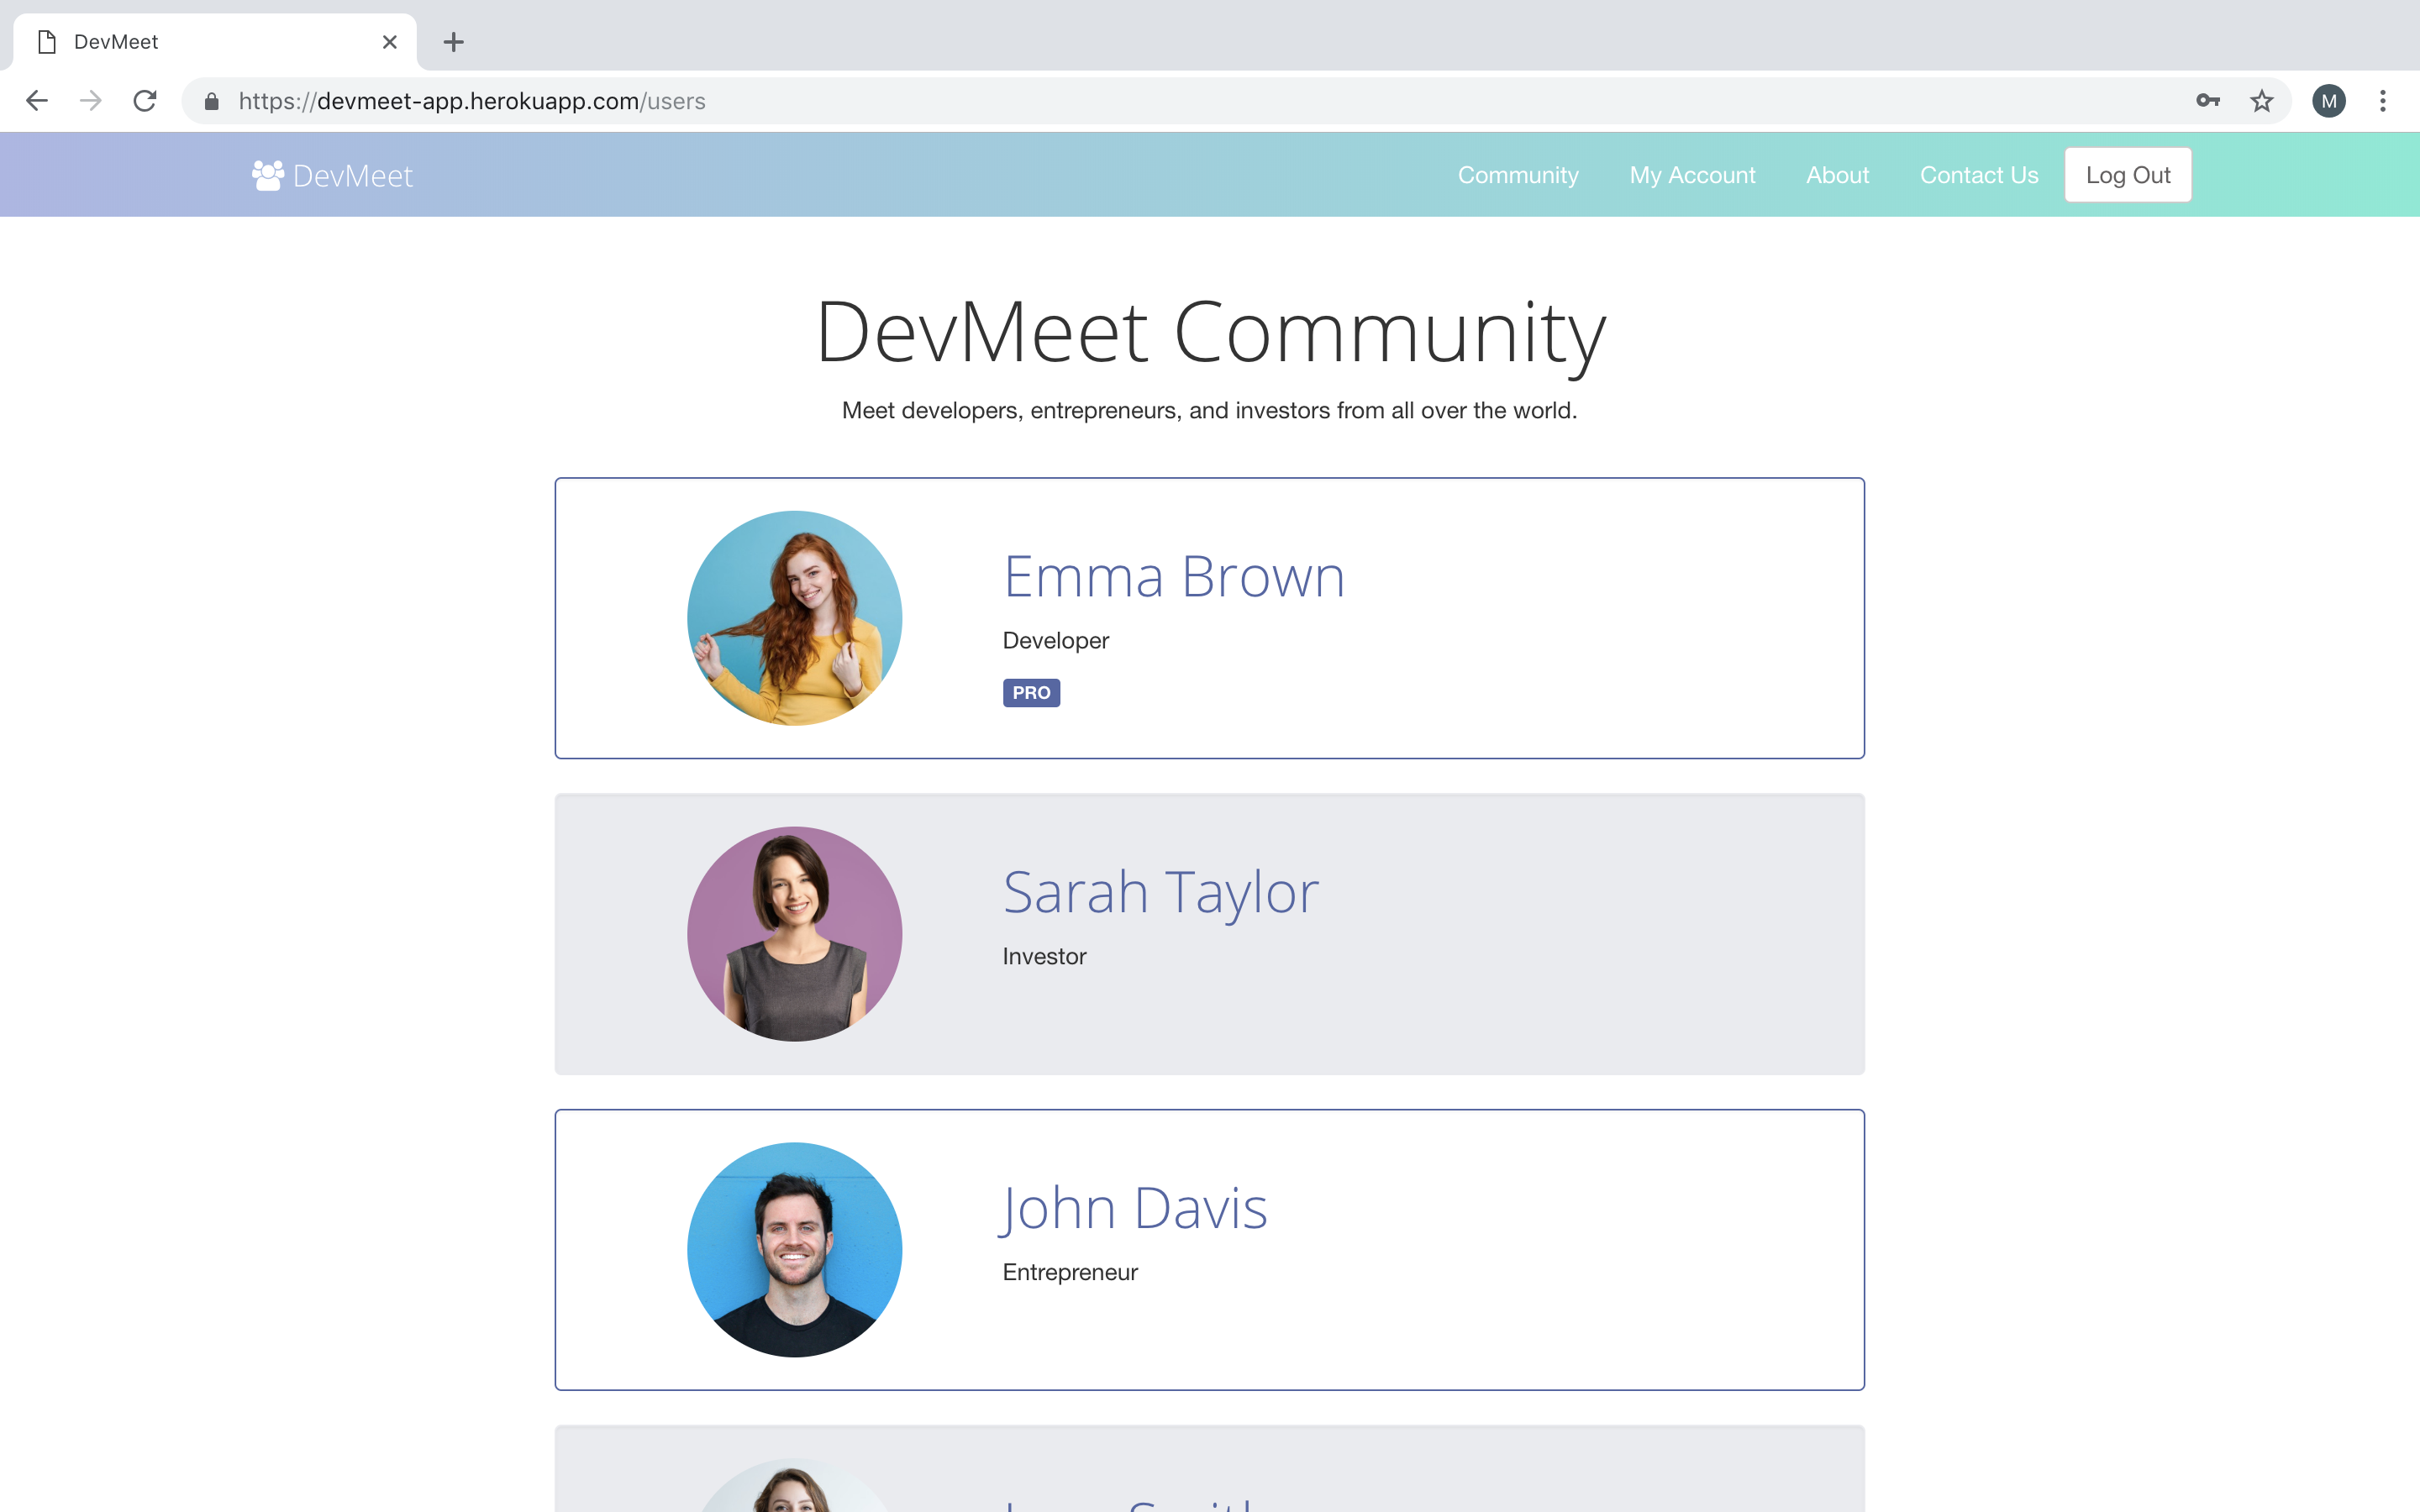 DevMeet
https://devmeet-app.herokuapp.com/users
M
DevMeet
Community
My Account
About
Contact Us
Log Out
DevMeet Community
Meet developers, entrepreneurs, and investors from all over the world.
Emma Brown
Developer
PRO
Sarah Taylor
Investor
John Davis
Entrepreneur